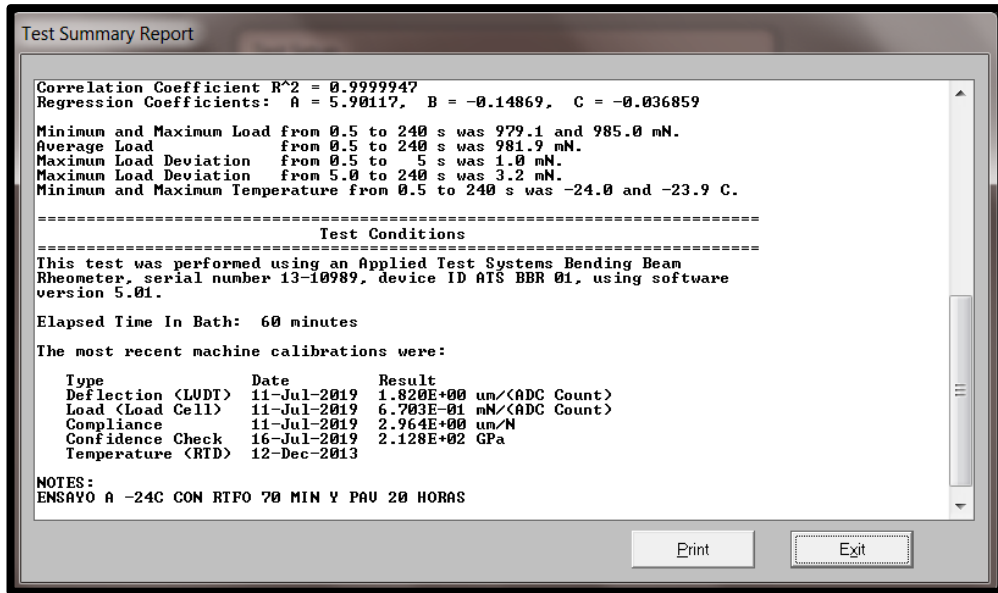 Test Summary Report
Correlation Coefficient R^2 = 0.9999947
Regression Coefficients:  A = 5.90117,  B = -0.14869,  C = -0.036859
Minimum and Maximum Load from 0.5 to 240 s was 979.1 and 985.0 mN.
Average Load             from 0.5 to 240 s was 981.9 mN.
Maximum Load Deviation   from 0.5 to   5 s was 1.0 mN.
Maximum Load Deviation   from 5.0 to 240 s was 3.2 mN.
Minimum and Maximum Temperature from 0.5 to 240 s was -24.0 and -23.9 C.
===========================================================================
Test Conditions
===========================================================================
This test was performed using an Applied Test Systems Bending Beam
Rheometer, serial number 13-10989, device ID ATS BBR 01, using software
version 5.01.
Elapsed Time In Bath:  60 minutes
The most recent machine calibrations were:
Type               Date         Result
Deflection (LVDT)  11-Jul-2019  1.820E+00 um/(ADC Count)
Load (Load Cell)   11-Jul-2019  6.703E-01 mN/(ADC Count)
Compliance         11-Jul-2019  2.964E+00 um/N
Confidence Check   16-Jul-2019  2.128E+02 GPa
Temperature (RTD)  12-Dec-2013
NOTES:
ENSAYO A -24C CON RTFO 70 MIN Y PAV 20 HORAS
Print Exit